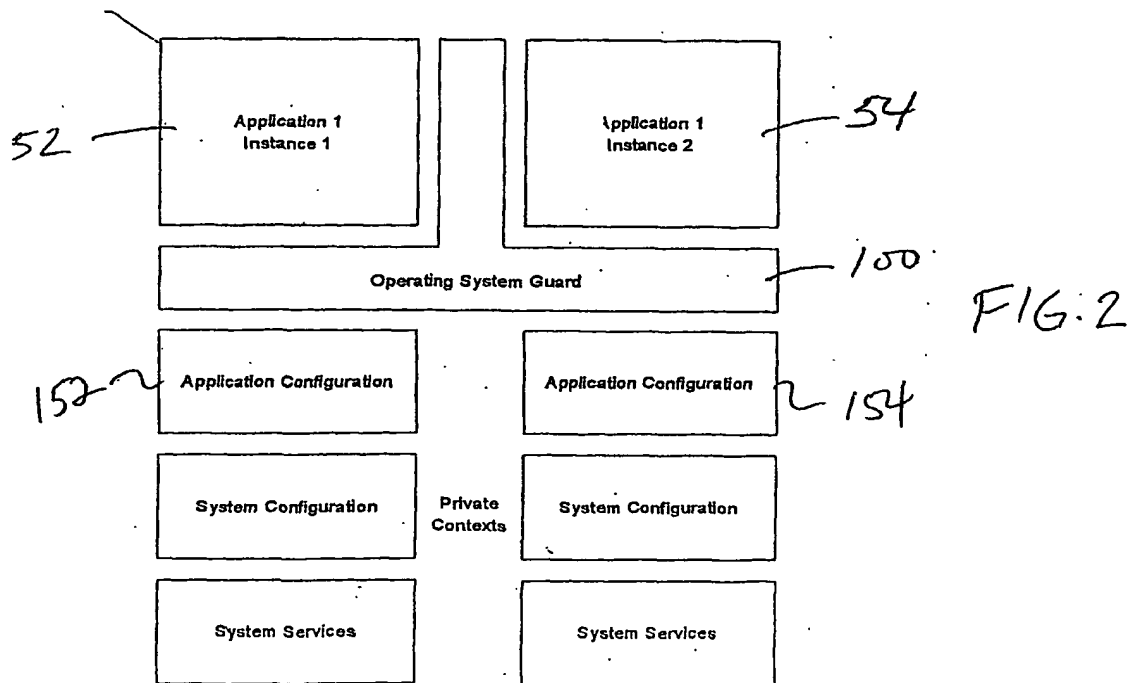 Application 1
Instance 1
Application 1
Instance 2
52
54
Operating System Guard
100
FIG. 2
Application Configuration
Application Configuration
152
154
System Configuration
Private
Contexts
System Configuration
System Services
System Services